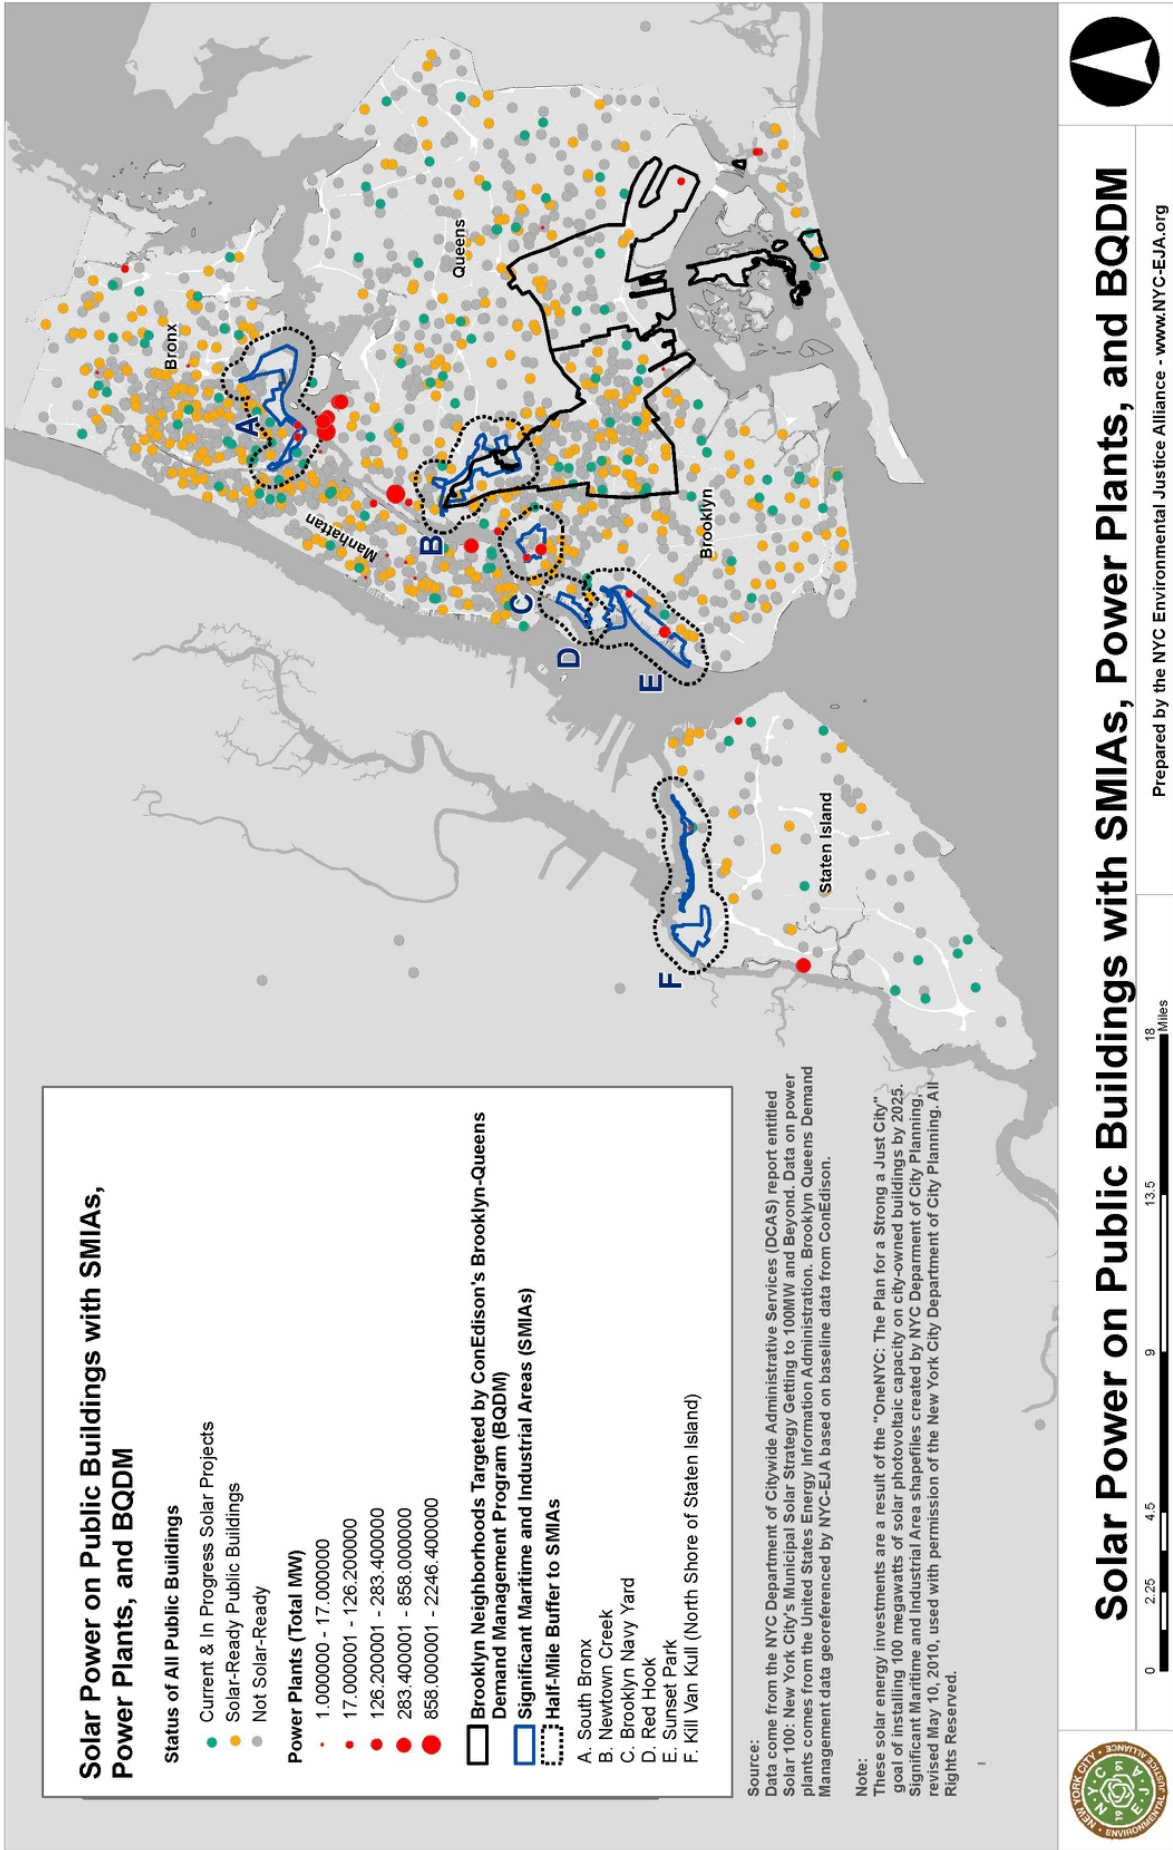 Solar Power on Public Buildings with SMIAs,
Power Plants, and BQDM
Status of All Public Buildings
Current & In Progress Solar Projects
Solar-Ready Public Buildings
Not Solar-Ready
Power Plants (Total MW)
1.000000 - 17.000000
17.000001 - 126.200000
126.200001 - 283.400000
283.400001 - 858.000000
858.000001 - 2246.400000
Brooklyn Neighborhoods Targeted by ConEdison's Brooklyn-Queens
Demand Management Program (BQDM)
Significant Maritime and Industrial Areas (SMIAs)
Half-Mile Buffer to SMIAs
A. South Bronx
B. Newtown Creek
C. Brooklyn Navy Yard
D. Red Hook
E. Sunset Park
F. Kill Van Kull (North Shore of Staten Island)
Source:
Data come from the NYC Department of Citywide Administrative Services (DCAS) report entitled
Solar 100: New York City's Municipal Solar Strategy Getting to 100MW and Beyond. Data on power
plants comes from the United States Energy Information Administration. Brooklyn Queens Demand
Management data georeferenced by NYC-EJA based on baseline data from ConEdison.
Note:
These solar energy investments are a result of the "OneNYC: The Plan for a Strong a Just City"
goal of installing 100 megawatts of solar photovoltaic capacity on city-owned buildings by 2025.
Significant Maritime and Industrial Area shapefiles created by NYC Deparment of City Planning,
revised May 10, 2010, used with permission of the New York City Department of City Planning. All
Rights Reserved.
Bronx
Manhattan
Queens
Brooklyn
Staten Island
A
B
C
D
E
F
NEW YORK CITY • ENVIRONMENTAL JUSTICE ALLIANCE •
N Y C
19 91
E J A
0 2.25 4.5 9 13.5 18
Miles
Solar Power on Public Buildings with SMIAs, Power Plants, and BQDM
Prepared by the NYC Environmental Justice Alliance - www.NYC-EJA.org